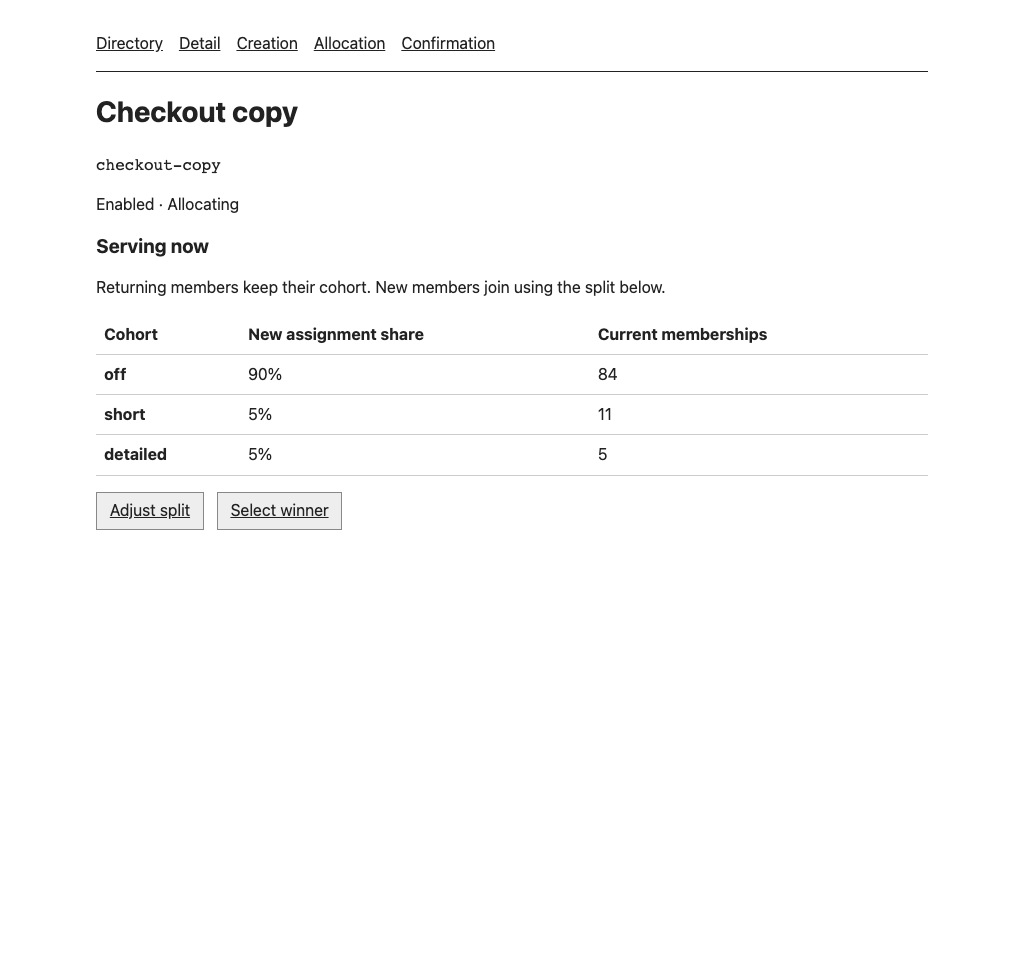 Directory Detail Creation Allocation Confirmation
Checkout copy
checkout-copy
Enabled · Allocating
Serving now
Returning members keep their cohort. New members join using the split below.
Cohort New assignment share Current memberships
off 90% 84
short 5% 11
detailed 5% 5
Adjust split Select winner